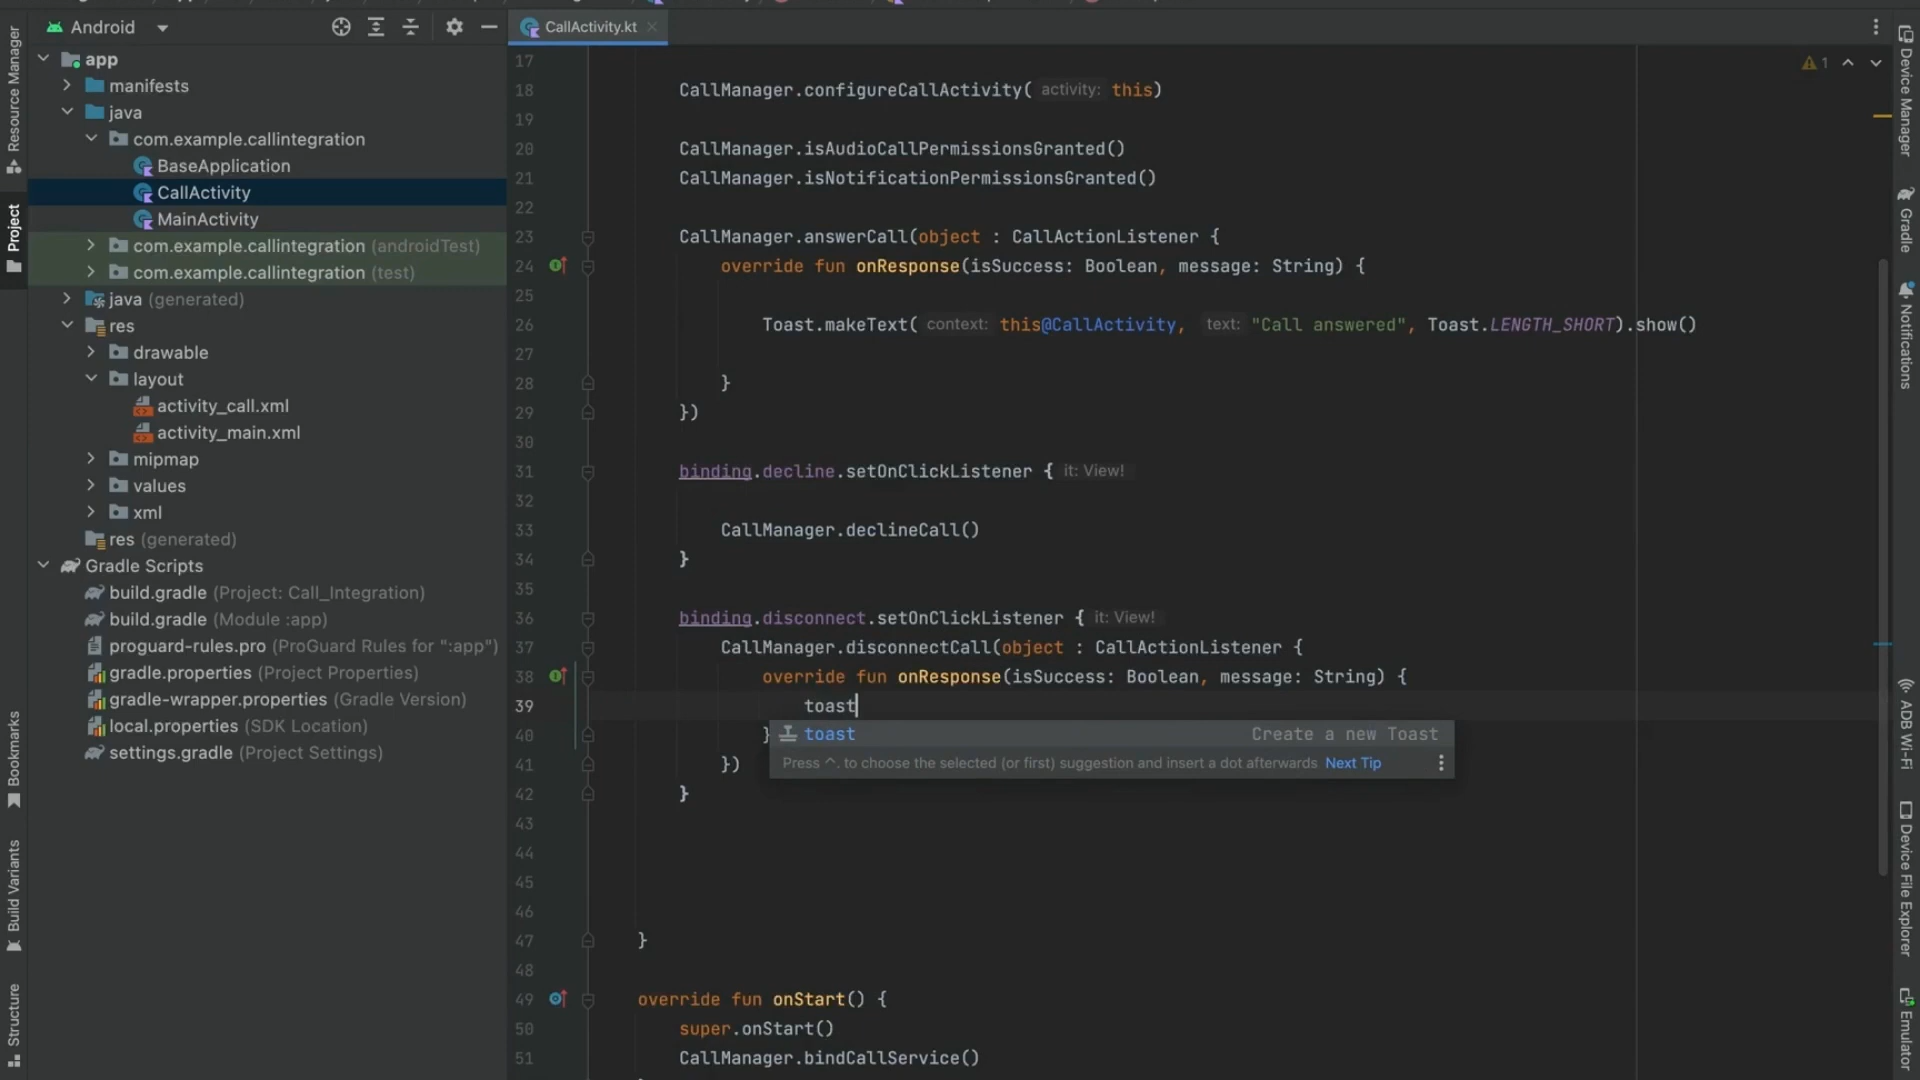 Android
CallActivity.kt
Resource Manager
Project
Bookmarks
Build Variants
Structure
app
manifests
java
com.example.callintegration
BaseApplication
CallActivity
MainActivity
com.example.callintegration (androidTest)
com.example.callintegration (test)
java (generated)
res
drawable
layout
activity_call.xml
activity_main.xml
mipmap
values
xml
res (generated)
Gradle Scripts
build.gradle (Project: Call_Integration)
build.gradle (Module :app)
proguard-rules.pro (ProGuard Rules for ":app")
gradle.properties (Project Properties)
gradle-wrapper.properties (Gradle Version)
local.properties (SDK Location)
settings.gradle (Project Settings)
17
18 CallManager.configureCallActivity( activity: this)
19
20 CallManager.isAudioCallPermissionsGranted()
21 CallManager.isNotificationPermissionsGranted()
22
23 CallManager.answerCall(object : CallActionListener {
24 override fun onResponse(isSuccess: Boolean, message: String) {
25
26 Toast.makeText( context: this@CallActivity, text: "Call answered", Toast.LENGTH_SHORT).show()
27
28 }
29 })
30
31 binding.decline.setOnClickListener { it: View!
32
33 CallManager.declineCall()
34 }
35
36 binding.disconnect.setOnClickListener { it: View!
37 CallManager.disconnectCall(object : CallActionListener {
38 override fun onResponse(isSuccess: Boolean, message: String) {
39 toast
40 }
toast Create a new Toast
Press ^. to choose the selected (or first) suggestion and insert a dot afterwards Next Tip
41 })
42 }
43
44
45
46
47 }
48
49 override fun onStart() {
50 super.onStart()
51 CallManager.bindCallService()
1
Device Manager
Gradle
Notifications
ADB Wi-Fi
Device File Explorer
Emulator